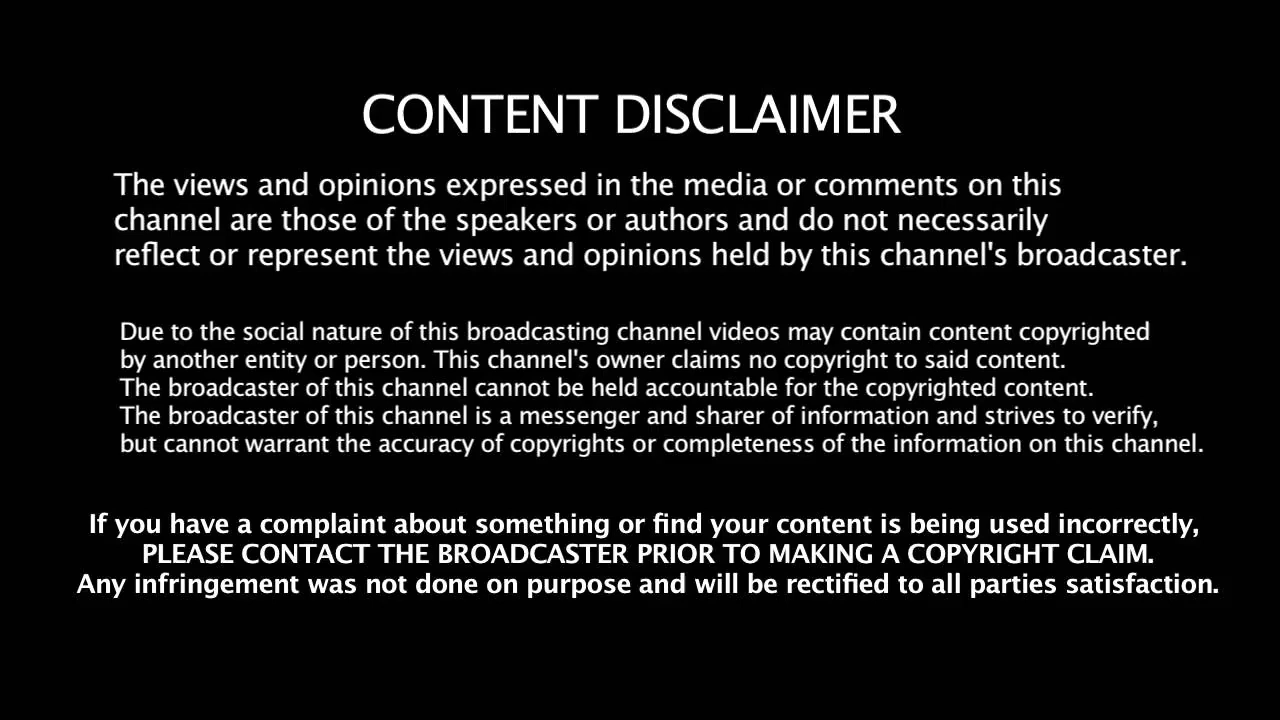 CONTENT DISCLAIMER
The views and opinions expressed in the media or comments on this
channel are those of the speakers or authors and do not necessarily
reflect or represent the views and opinions held by this channel's broadcaster.
Due to the social nature of this broadcasting channel videos may contain content copyrighted
by another entity or person. This channel's owner claims no copyright to said content.
The broadcaster of this channel cannot be held accountable for the copyrighted content.
The broadcaster of this channel is a messenger and sharer of information and strives to verify,
but cannot warrant the accuracy of copyrights or completeness of the information on this channel.
If you have a complaint about something or find your content is being used incorrectly,
PLEASE CONTACT THE BROADCASTER PRIOR TO MAKING A COPYRIGHT CLAIM.
Any infringement was not done on purpose and will be rectified to all parties satisfaction.